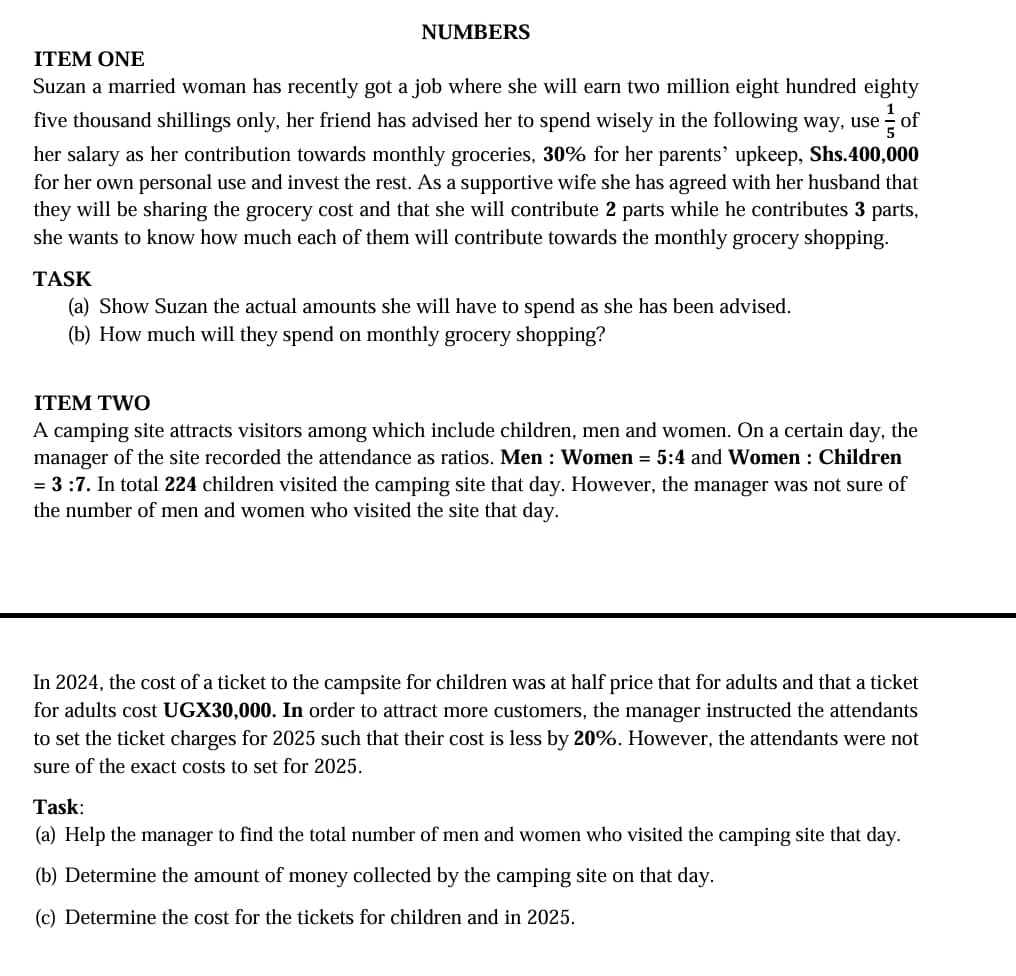 NUMBERS
ITEM ONE
Suzan a married woman has recently got a job where she will earn two million eight hundred eighty
five thousand shillings only, her friend has advised her to spend wisely in the following way, use 1/5 of
her salary as her contribution towards monthly groceries, 30% for her parents’ upkeep, Shs.400,000
for her own personal use and invest the rest. As a supportive wife she has agreed with her husband that
they will be sharing the grocery cost and that she will contribute 2 parts while he contributes 3 parts,
she wants to know how much each of them will contribute towards the monthly grocery shopping.
TASK
(a) Show Suzan the actual amounts she will have to spend as she has been advised.
(b) How much will they spend on monthly grocery shopping?
ITEM TWO
A camping site attracts visitors among which include children, men and women. On a certain day, the
manager of the site recorded the attendance as ratios. Men : Women = 5:4 and Women : Children
= 3 :7. In total 224 children visited the camping site that day. However, the manager was not sure of
the number of men and women who visited the site that day.
In 2024, the cost of a ticket to the campsite for children was at half price that for adults and that a ticket
for adults cost UGX30,000. In order to attract more customers, the manager instructed the attendants
to set the ticket charges for 2025 such that their cost is less by 20%. However, the attendants were not
sure of the exact costs to set for 2025.
Task:
(a) Help the manager to find the total number of men and women who visited the camping site that day.
(b) Determine the amount of money collected by the camping site on that day.
(c) Determine the cost for the tickets for children and in 2025.